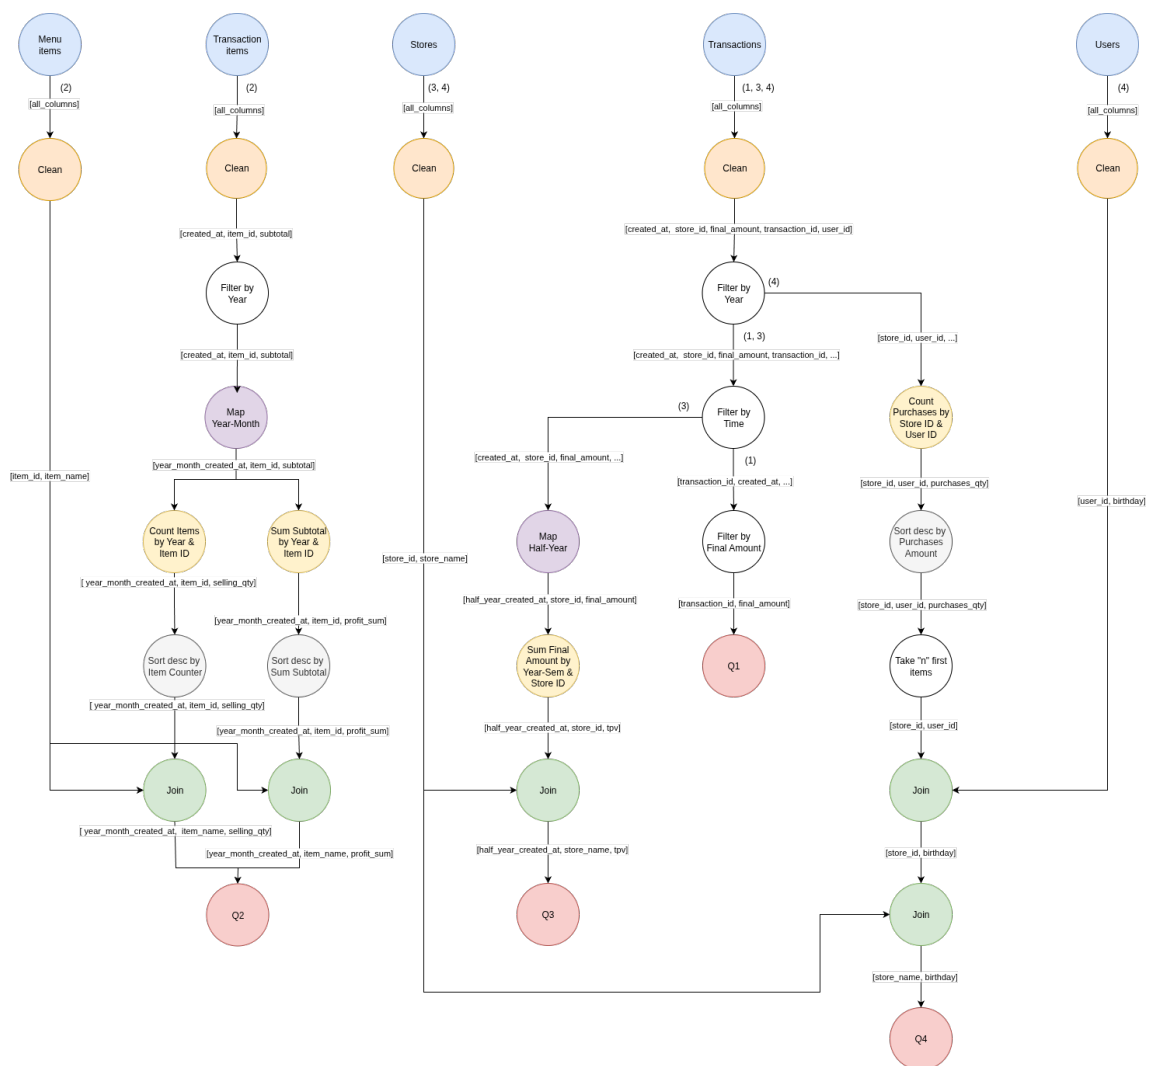 Menu
items
Transaction
items
Stores
Transactions
Users
(2)
(2)
(3, 4)
(1, 3, 4)
(4)
[all_columns]
[all_columns]
[all_columns]
[all_columns]
[all_columns]
Clean
Clean
Clean
Clean
Clean
[created_at, item_id, subtotal]
[created_at,  store_id, final_amount, transaction_id, user_id]
Filter by
Year
Filter by
Year
(4)
(1, 3)
[store_id, user_id, ...]
[created_at, item_id, subtotal]
[created_at,  store_id, final_amount, transaction_id, ...]
Map
Year-Month
(3)
Filter by
Time
Count
Purchases by
Store ID &
User ID
[year_month_created_at, item_id, subtotal]
[created_at,  store_id, final_amount, ...]
(1)
[item_id, item_name]
[transaction_id, created_at, ...]
[store_id, user_id, purchases_qty]
[user_id, birthday]
Count Items
by Year &
Item ID
Sum Subtotal
by Year &
Item ID
Map
Half-Year
Filter by
Final Amount
Sort desc by
Purchases
Amount
[store_id, store_name]
[ year_month_created_at, item_id, selling_qty]
[half_year_created_at, store_id, final_amount]
[transaction_id, final_amount]
[store_id, user_id, purchases_qty]
[year_month_created_at, item_id, profit_sum]
Sort desc by
Item Counter
Sort desc by
Sum Subtotal
Sum Final
Amount by
Year-Sem &
Store ID
Q1
Take "n" first
items
[ year_month_created_at, item_id, selling_qty]
[year_month_created_at, item_id, profit_sum]
[half_year_created_at, store_id, tpv]
[store_id, user_id]
Join
Join
Join
Join
[ year_month_created_at,  item_name, selling_qty]
[year_month_created_at, item_name, profit_sum]
[half_year_created_at, store_name, tpv]
[store_id, birthday]
Q2
Q3
Join
[store_name, birthday]
Q4